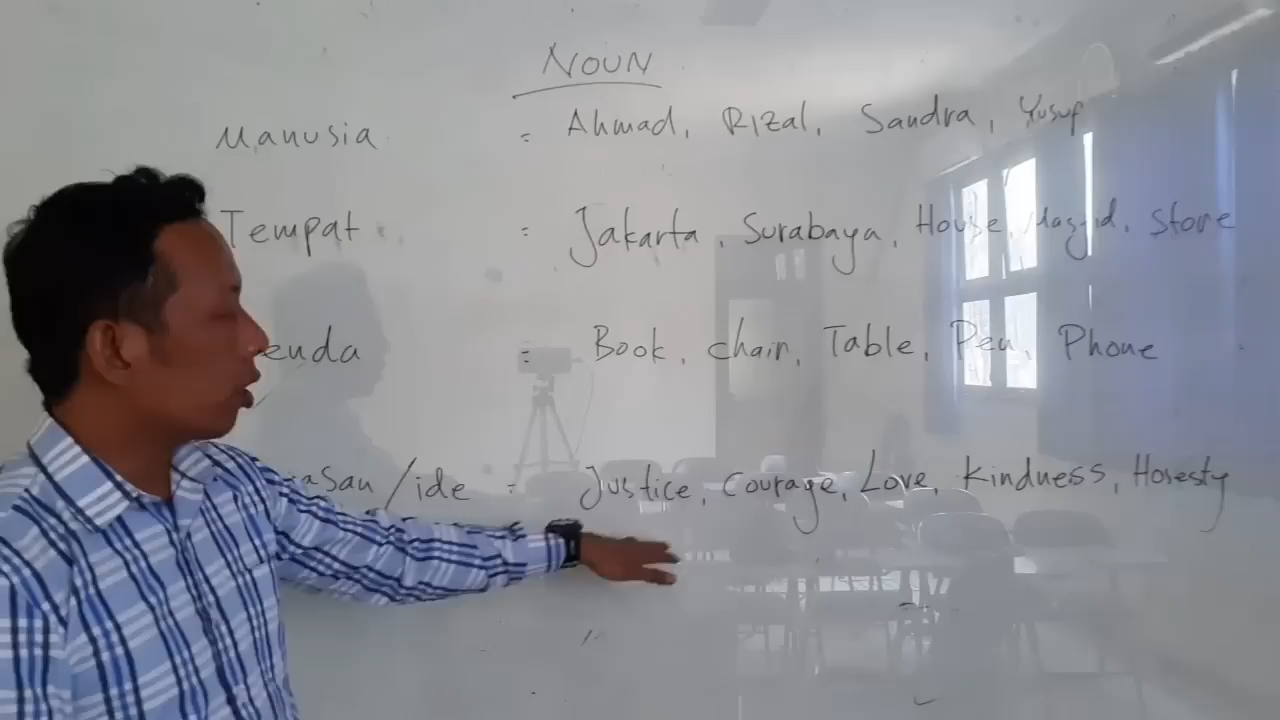 NOUN
Manusia = Ahmad, Rizal, Sandra, Yusuf
Tempat : Jakarta, Surabaya, House, Masjid, Store
enda : Book, chair, Table, Pen, Phone
asan/ide = Justice, Courage, Love, Kindness, Honesty